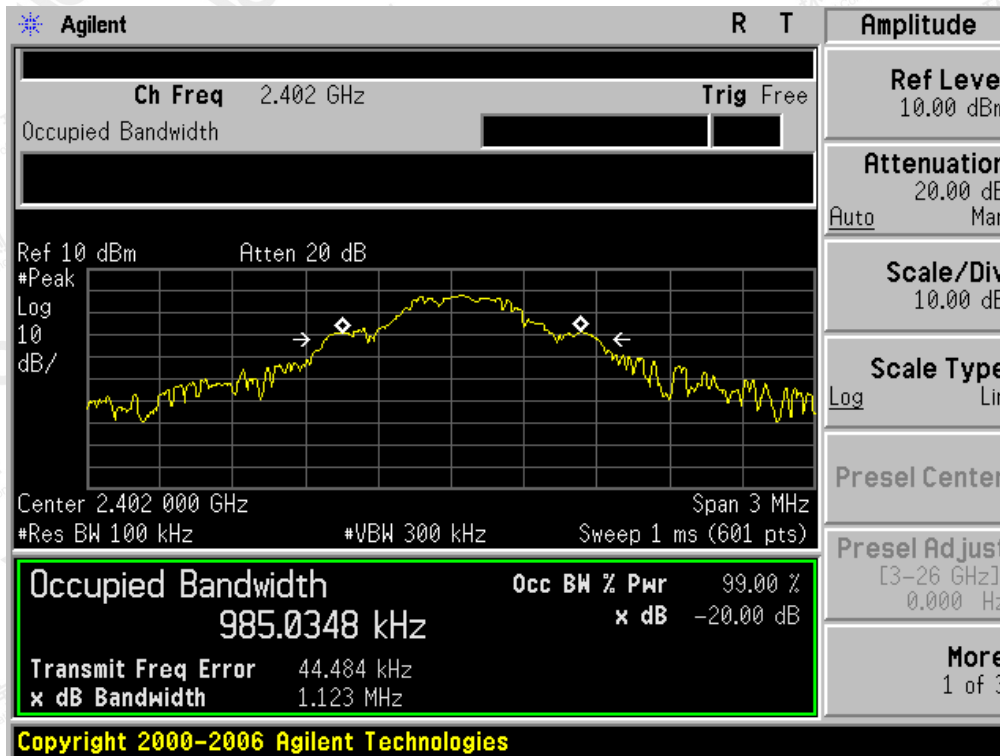 Agilent R T
Ch Freq 2.402 GHz Trig Free
Occupied Bandwidth
Ref 10 dBm Atten 20 dB
#Peak
Log
10
dB/
Center 2.402 000 GHz Span 3 MHz
#Res BW 100 kHz #VBW 300 kHz Sweep 1 ms (601 pts)
Occupied Bandwidth
985.0348 kHz
Occ BW % Pwr 99.00 %
x dB -20.00 dB
Transmit Freq Error 44.484 kHz
x dB Bandwidth 1.123 MHz
Copyright 2000-2006 Agilent Technologies
Amplitude
Ref Leve
10.00 dBm
Attenuation
20.00 dB
Auto Man
Scale/Div
10.00 dB
Scale Type
Log Lin
Presel Center
Presel Adjust
[3-26 GHz]
0.000 Hz
More
1 of 3